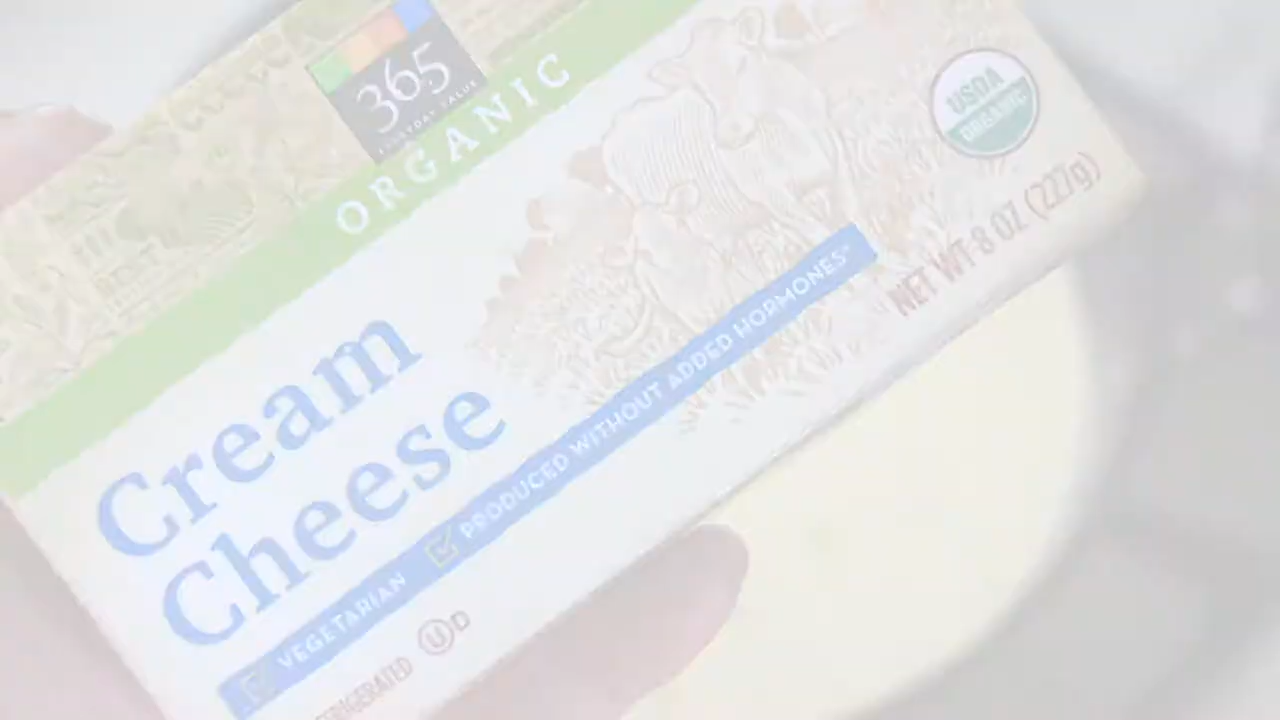 365
EVERYDAY VALUE
ORGANIC
USDA
ORGANIC
NET WT 8 OZ (227g)
Cream
Cheese
VEGETARIAN PRODUCED WITHOUT ADDED HORMONES*
U D